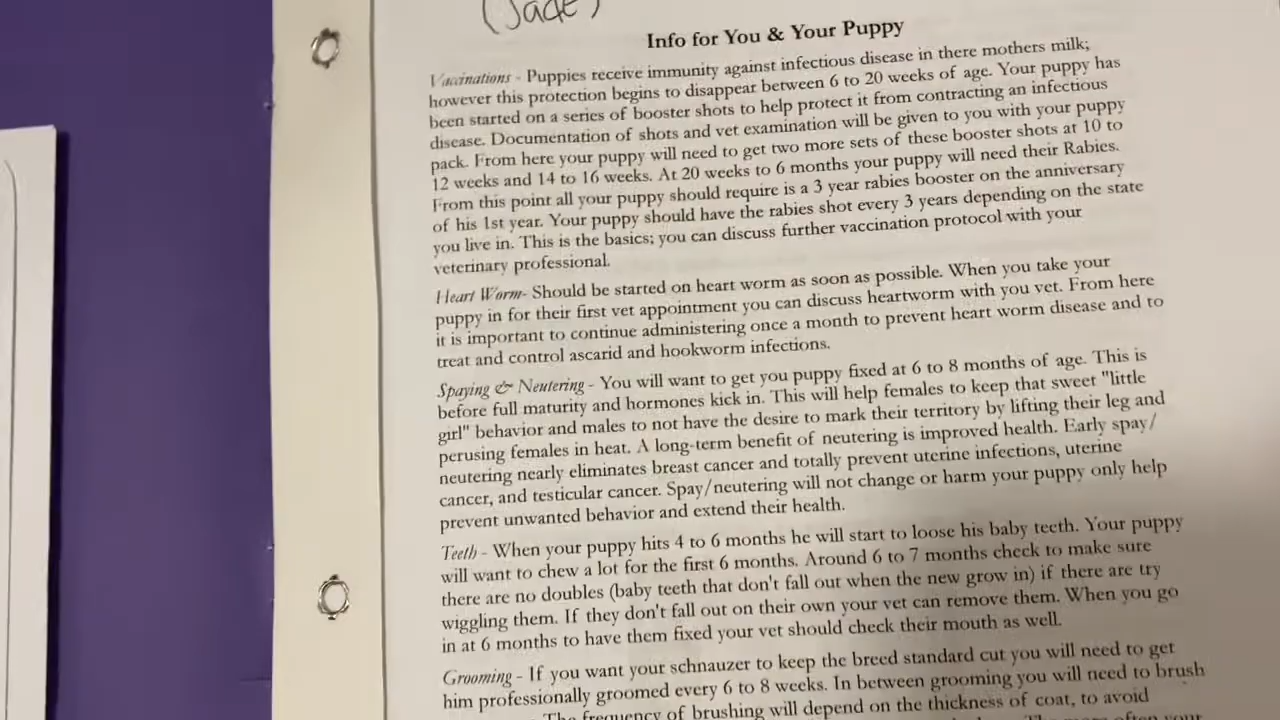 (Jade)
Info for You & Your Puppy
Vaccinations - Puppies receive immunity against infectious disease in there mothers milk;
however this protection begins to disappear between 6 to 20 weeks of age. Your puppy has
been started on a series of booster shots to help protect it from contracting an infectious
disease. Documentation of shots and vet examination will be given to you with your puppy
pack. From here your puppy will need to get two more sets of these booster shots at 10 to
12 weeks and 14 to 16 weeks. At 20 weeks to 6 months your puppy will need their Rabies.
From this point all your puppy should require is a 3 year rabies booster on the anniversary
of his 1st year. Your puppy should have the rabies shot every 3 years depending on the state
you live in. This is the basics; you can discuss further vaccination protocol with your
veterinary professional.
Heart Worm- Should be started on heart worm as soon as possible. When you take your
puppy in for their first vet appointment you can discuss heartworm with you vet. From here
it is important to continue administering once a month to prevent heart worm disease and to
treat and control ascarid and hookworm infections.
Spaying & Neutering - You will want to get you puppy fixed at 6 to 8 months of age. This is
before full maturity and hormones kick in. This will help females to keep that sweet "little
girl" behavior and males to not have the desire to mark their territory by lifting their leg and
perusing females in heat. A long-term benefit of neutering is improved health. Early spay/
neutering nearly eliminates breast cancer and totally prevent uterine infections, uterine
cancer, and testicular cancer. Spay/neutering will not change or harm your puppy only help
prevent unwanted behavior and extend their health.
Teeth - When your puppy hits 4 to 6 months he will start to loose his baby teeth. Your puppy
will want to chew a lot for the first 6 months. Around 6 to 7 months check to make sure
there are no doubles (baby teeth that don't fall out when the new grow in) if there are try
wiggling them. If they don't fall out on their own your vet can remove them. When you go
in at 6 months to have them fixed your vet should check their mouth as well.
Grooming - If you want your schnauzer to keep the breed standard cut you will need to get
him professionally groomed every 6 to 8 weeks. In between grooming you will need to brush
The frequency of brushing will depend on the thickness of coat, to avoid
The more often your